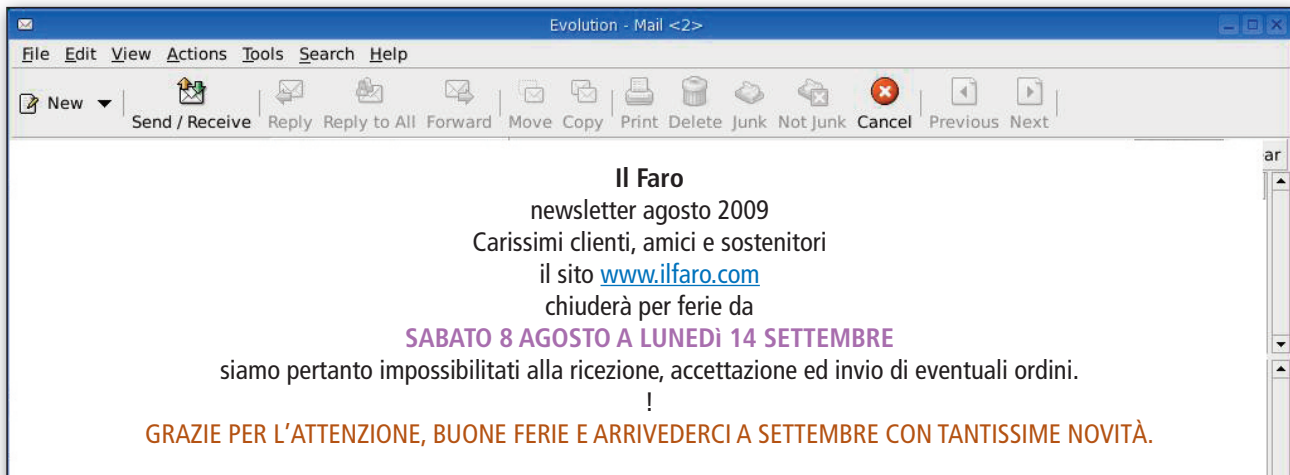 Evolution - Mail <2>
File Edit View Actions Tools Search Help
New Send / Receive Reply Reply to All Forward Move Copy Print Delete Junk Not Junk Cancel Previous Next
ar
Il Faro
newsletter agosto 2009
Carissimi clienti, amici e sostenitori
il sito www.ilfaro.com
chiuderà per ferie da
SABATO 8 AGOSTO A LUNEDì 14 SETTEMBRE
siamo pertanto impossibilitati alla ricezione, accettazione ed invio di eventuali ordini.
!
GRAZIE PER L'ATTENZIONE, BUONE FERIE E ARRIVEDERCI A SETTEMBRE CON TANTISSIME NOVITÀ.